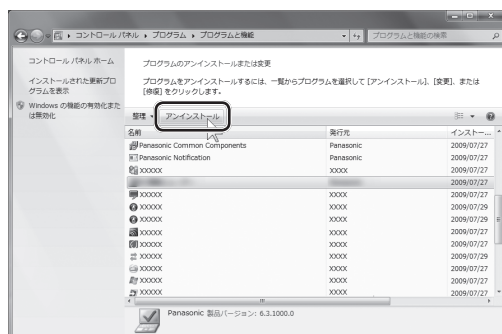 コントロール パネル ▸ プログラム ▸ プログラムと機能
プログラムと機能の検索
コントロール パネル ホーム
インストールされた更新プログラムを表示
Windows の機能の有効化または無効化
プログラムのアンインストールまたは変更
プログラムをアンインストールするには、一覧からプログラムを選択して [アンインストール]、[変更]、または
[修復] をクリックします。
整理 アンインストール
名前 発行元 インストー...
Panasonic Common Components Panasonic 2009/07/27
Panasonic Notification Panasonic 2009/07/27
XXXXX XXXX 2009/07/27
2009/07/27
XXXXX XXXX 2009/07/27
XXXXX XXXX 2009/07/29
XXXXX XXXX 2009/07/29
XXXXX XXXX 2009/07/27
XXXXX XXXX 2009/07/27
XXXXX XXXX 2009/07/29
XXXXX XXXX 2009/07/27
XXXXX XXXX 2009/07/27
XXXXX XXXX 2009/07/27
Panasonic 製品バージョン: 6.3.1000.0